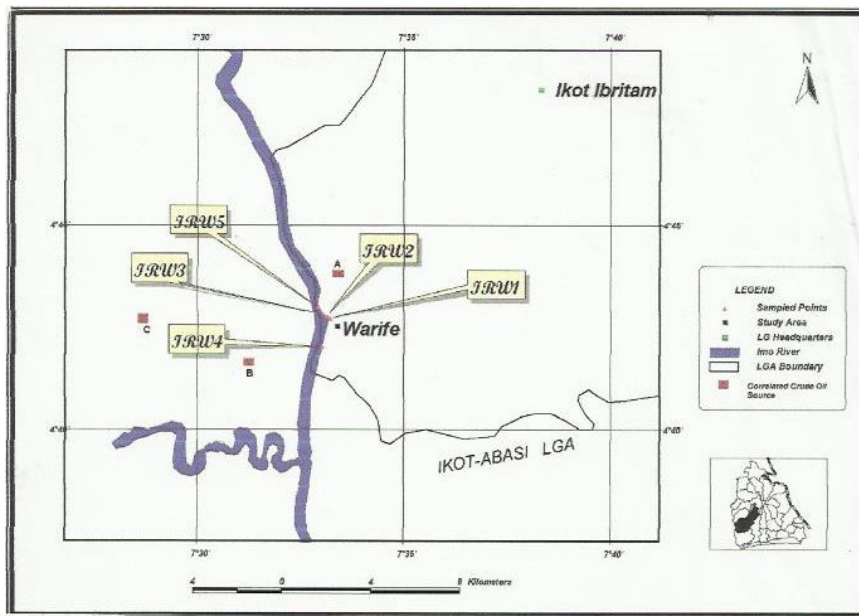 7°30'
7°35'
7°40'
N
Ikot Ibritam
4°45'
4°45'
IRW5
IRW2
A
IRW3
IRW1
C
Warife
IRW4
B
4°40'
4°40'
IKOT-ABASI LGA
7°30'
7°35'
7°40'
4 0 4 8 Kilometers
LEGEND
Sampled Points
Study Area
LG Headquarters
Imo River
LGA Boundary
Correlated Crude Oil
Source